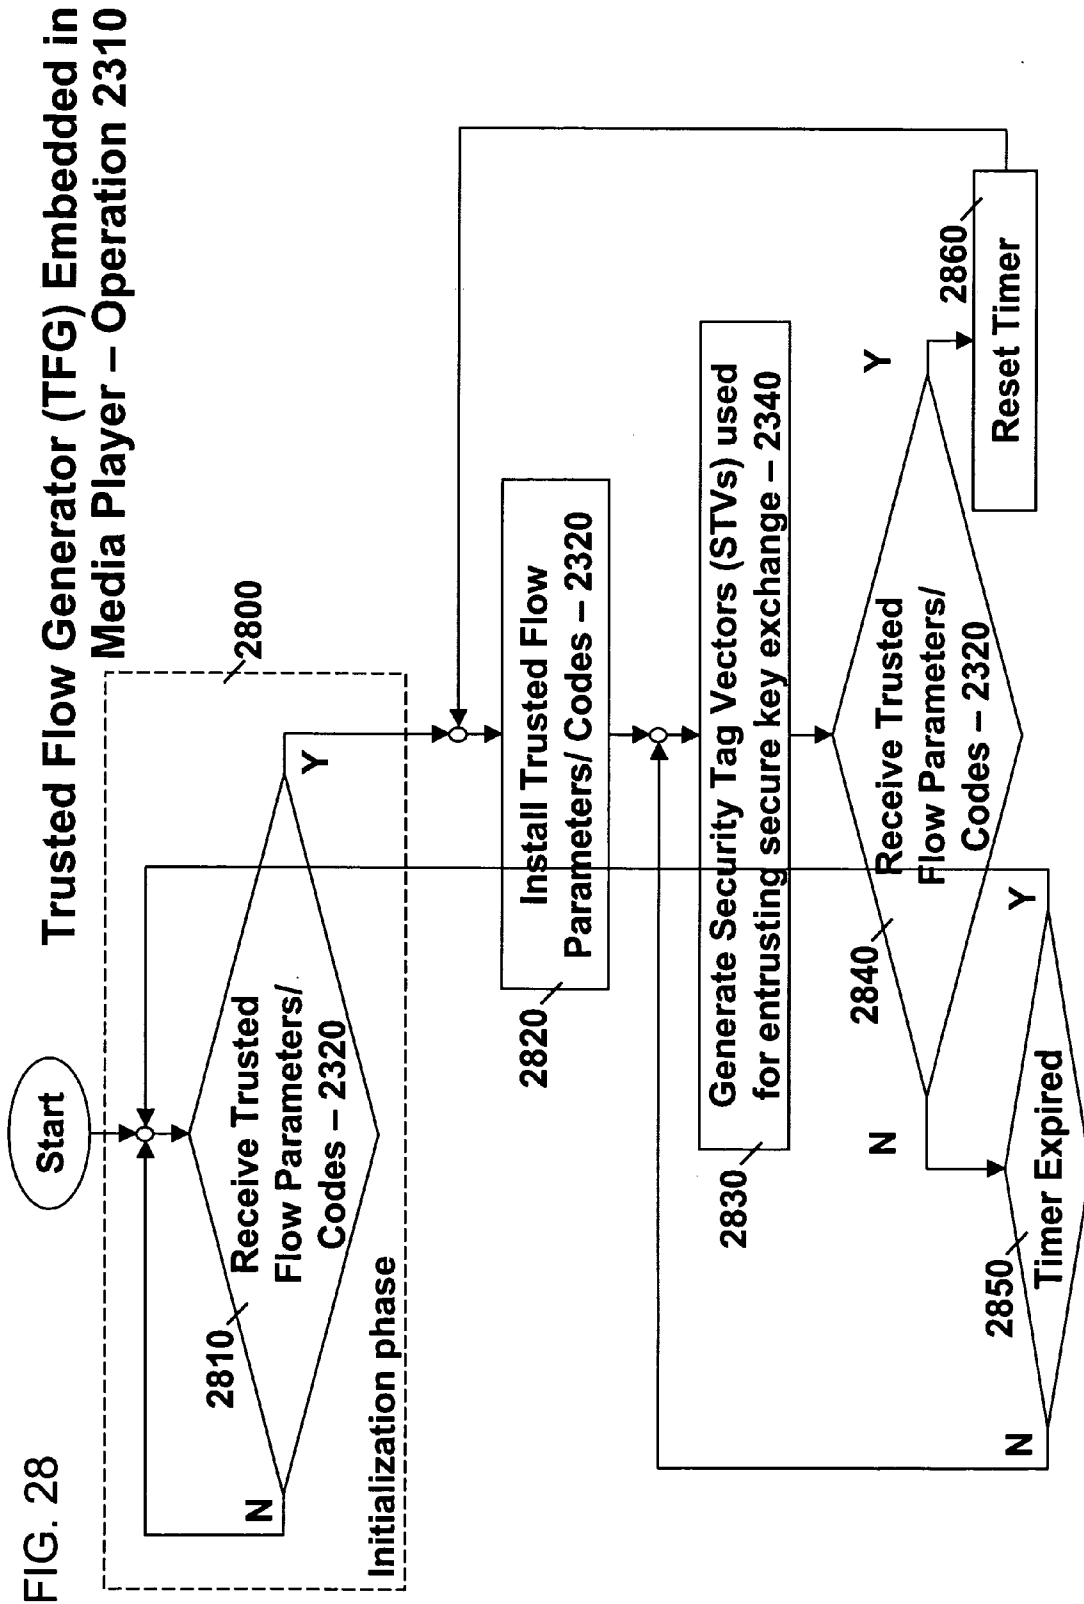 FIG. 28
Trusted Flow Generator (TFG) Embedded in
Media Player – Operation 2310
Start
2800
2810
Receive Trusted
Flow Parameters/
Codes – 2320
N
Y
Initialization phase
2820
Install Trusted Flow
Parameters/ Codes – 2320
2830
Generate Security Tag Vectors (STVs) used
for entrusting secure key exchange – 2340
2840
Receive Trusted
Flow Parameters/
Codes – 2320
N
Y
2850
Timer Expired
N
Y
2860
Reset Timer